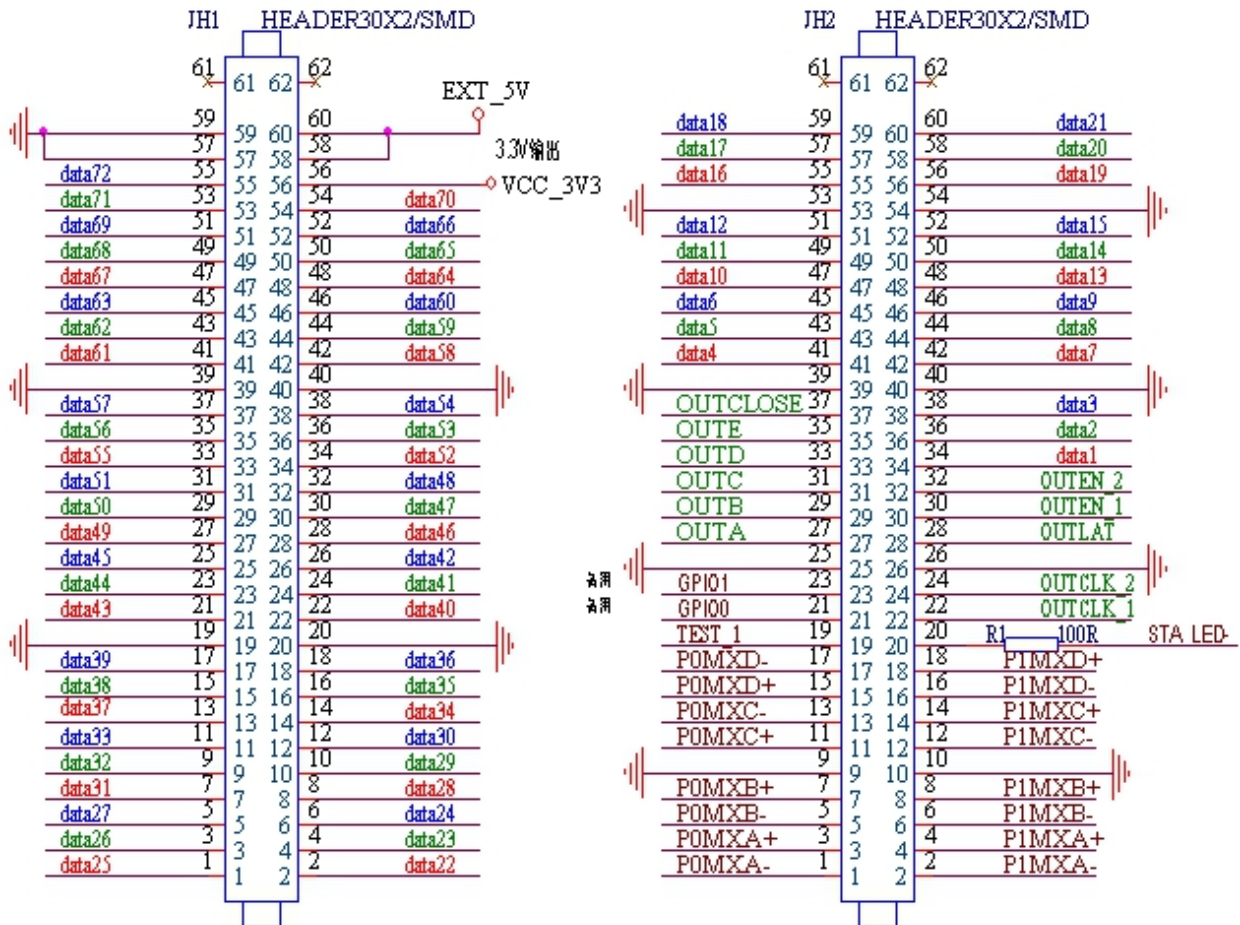 JH1 HEADER30X2/SMD
61 61 62 62
EXT_5V
59 59 60 60
57 57 58 58
3.3V输出
data72 55 55 56 56 VCC_3V3
data71 53 53 54 54 data70
data69 51 51 52 52 data66
data68 49 49 50 50 data65
data67 47 47 48 48 data64
data63 45 45 46 46 data60
data62 43 43 44 44 data59
data61 41 41 42 42 data58
39 39 40 40
data57 37 37 38 38 data54
data56 35 35 36 36 data53
data55 33 33 34 34 data52
data51 31 31 32 32 data48
data50 29 29 30 30 data47
data49 27 27 28 28 data46
data45 25 25 26 26 data42
data44 23 23 24 24 data41
data43 21 21 22 22 data40
19 19 20 20
data39 17 17 18 18 data36
data38 15 15 16 16 data35
data37 13 13 14 14 data34
data33 11 11 12 12 data30
data32 9 9 10 10 data29
data31 7 7 8 8 data28
data27 5 5 6 6 data24
data26 3 3 4 4 data23
data25 1 1 2 2 data22
JH2 HEADER30X2/SMD
61 61 62 62
data18 59 59 60 60 data21
data17 57 57 58 58 data20
data16 55 55 56 56 data19
53 53 54 54
data12 51 51 52 52 data15
data11 49 49 50 50 data14
data10 47 47 48 48 data13
data6 45 45 46 46 data9
data5 43 43 44 44 data8
data4 41 41 42 42 data7
39 39 40 40
OUTCLOSE 37 37 38 38 data3
OUTE 35 35 36 36 data2
OUTD 33 33 34 34 data1
OUTC 31 31 32 32 OUTEN_2
OUTB 29 29 30 30 OUTEN_1
OUTA 27 27 28 28 OUTLAT
25 25 26 26
备用 GPIO1 23 23 24 24 OUTCLK_2
备用 GPIO0 21 21 22 22 OUTCLK_1
TEST_1 19 19 20 20 R1 100R STA LED-
P0MXD- 17 17 18 18 P1MXD+
P0MXD+ 15 15 16 16 P1MXD-
P0MXC- 13 13 14 14 P1MXC+
P0MXC+ 11 11 12 12 P1MXC-
9 9 10 10
P0MXB+ 7 7 8 8 P1MXB+
P0MXB- 5 5 6 6 P1MXB-
P0MXA+ 3 3 4 4 P1MXA+
P0MXA- 1 1 2 2 P1MXA-